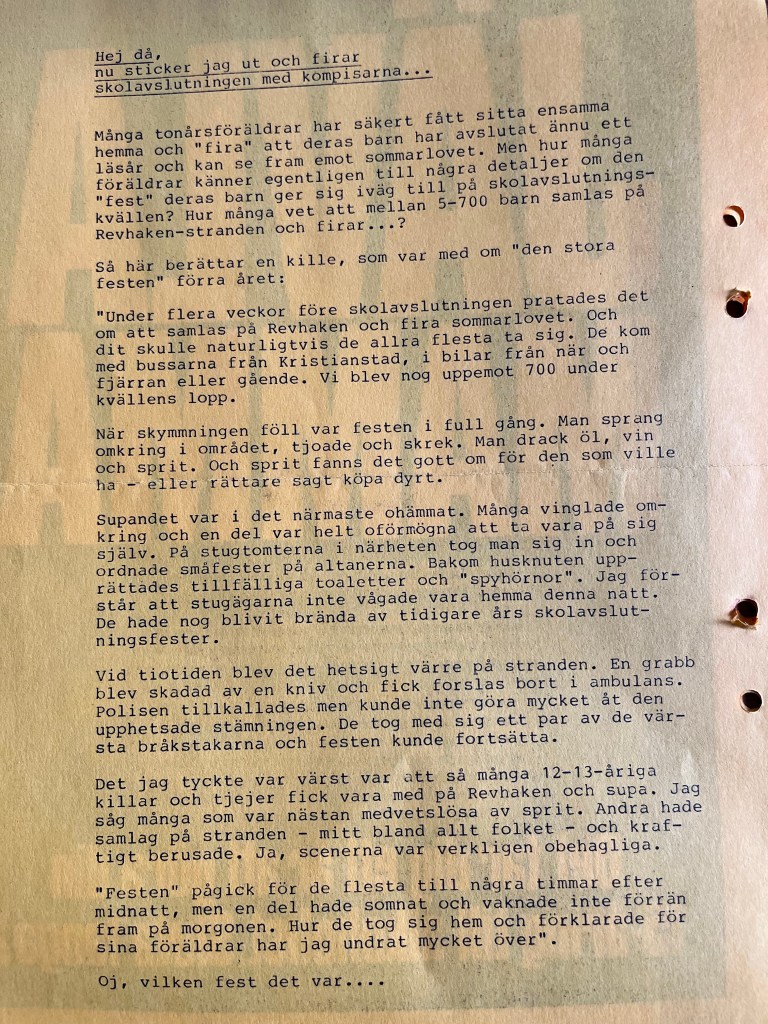 Hej då,
nu sticker jag ut och firar
skolavslutningen med kompisarna...
Många tonårsföräldrar har säkert fått sitta ensamma
hemma och "fira" att deras barn har avslutat ännu ett
läsår och kan se fram emot sommarlovet. Men hur många
föräldrar känner egentligen till några detaljer om den
"fest" deras barn ger sig iväg till på skolavslutnings-
kvällen? Hur många vet att mellan 5-700 barn samlas på
Revhaken-stranden och firar...?
Så här berättar en kille, som var med om "den stora
festen" förra året:
"Under flera veckor före skolavslutningen pratades det
om att samlas på Revhaken och fira sommarlovet. Och
dit skulle naturligtvis de allra flesta ta sig. De kom
med bussarna från Kristianstad, i bilar från när och
fjärran eller gående. Vi blev nog uppemot 700 under
kvällens lopp.
När skymmningen föll var festen i full gång. Man sprang
omkring i området, tjoade och skrek. Man drack öl, vin
och sprit. Och sprit fanns det gott om för den som ville
ha - eller rättare sagt köpa dyrt.
Supandet var i det närmaste ohämmat. Många vinglade om-
kring och en del var helt oförmögna att ta vara på sig
själv. På stugtomterna i närheten tog man sig in och
ordnade småfester på altanerna. Bakom husknuten upp-
rättades tillfälliga toaletter och "spyhörnor". Jag för-
står att stugägarna inte vågade vara hemma denna natt.
De hade nog blivit brända av tidigare års skolavslut-
ningsfester.
Vid tiotiden blev det hetsigt värre på stranden. En grabb
blev skadad av en kniv och fick forslas bort i ambulans.
Polisen tillkallades men kunde inte göra mycket åt den
upphetsade stämningen. De tog med sig ett par av de vär-
sta bråkstakarna och festen kunde fortsätta.
Det jag tyckte var värst var att så många 12-13-åriga
killar och tjejer fick vara med på Revhaken och supa. Jag
såg många som var nästan medvetslösa av sprit. Andra hade
samlag på stranden - mitt bland allt folket - och kraf-
tigt berusade. Ja, scenerna var verkligen obehagliga.
"Festen" pågick för de flesta till några timmar efter
midnatt, men en del hade somnat och vaknade inte förrän
fram på morgonen. Hur de tog sig hem och förklarade för
sina föräldrar har jag undrat mycket över".
Oj, vilken fest det var....